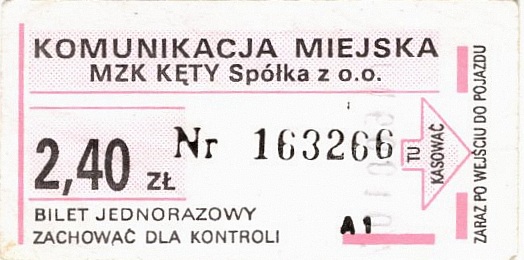 KOMUNIKACJA MIEJSKA
MZK KĘTY Spółka z o.o.
2,40 ZŁ
Nr 163266
BILET JEDNORAZOWY
ZACHOWAĆ DLA KONTROLI
A1
TU
KASOWAĆ
ZARAZ PO WEJŚCIU DO POJAZDU